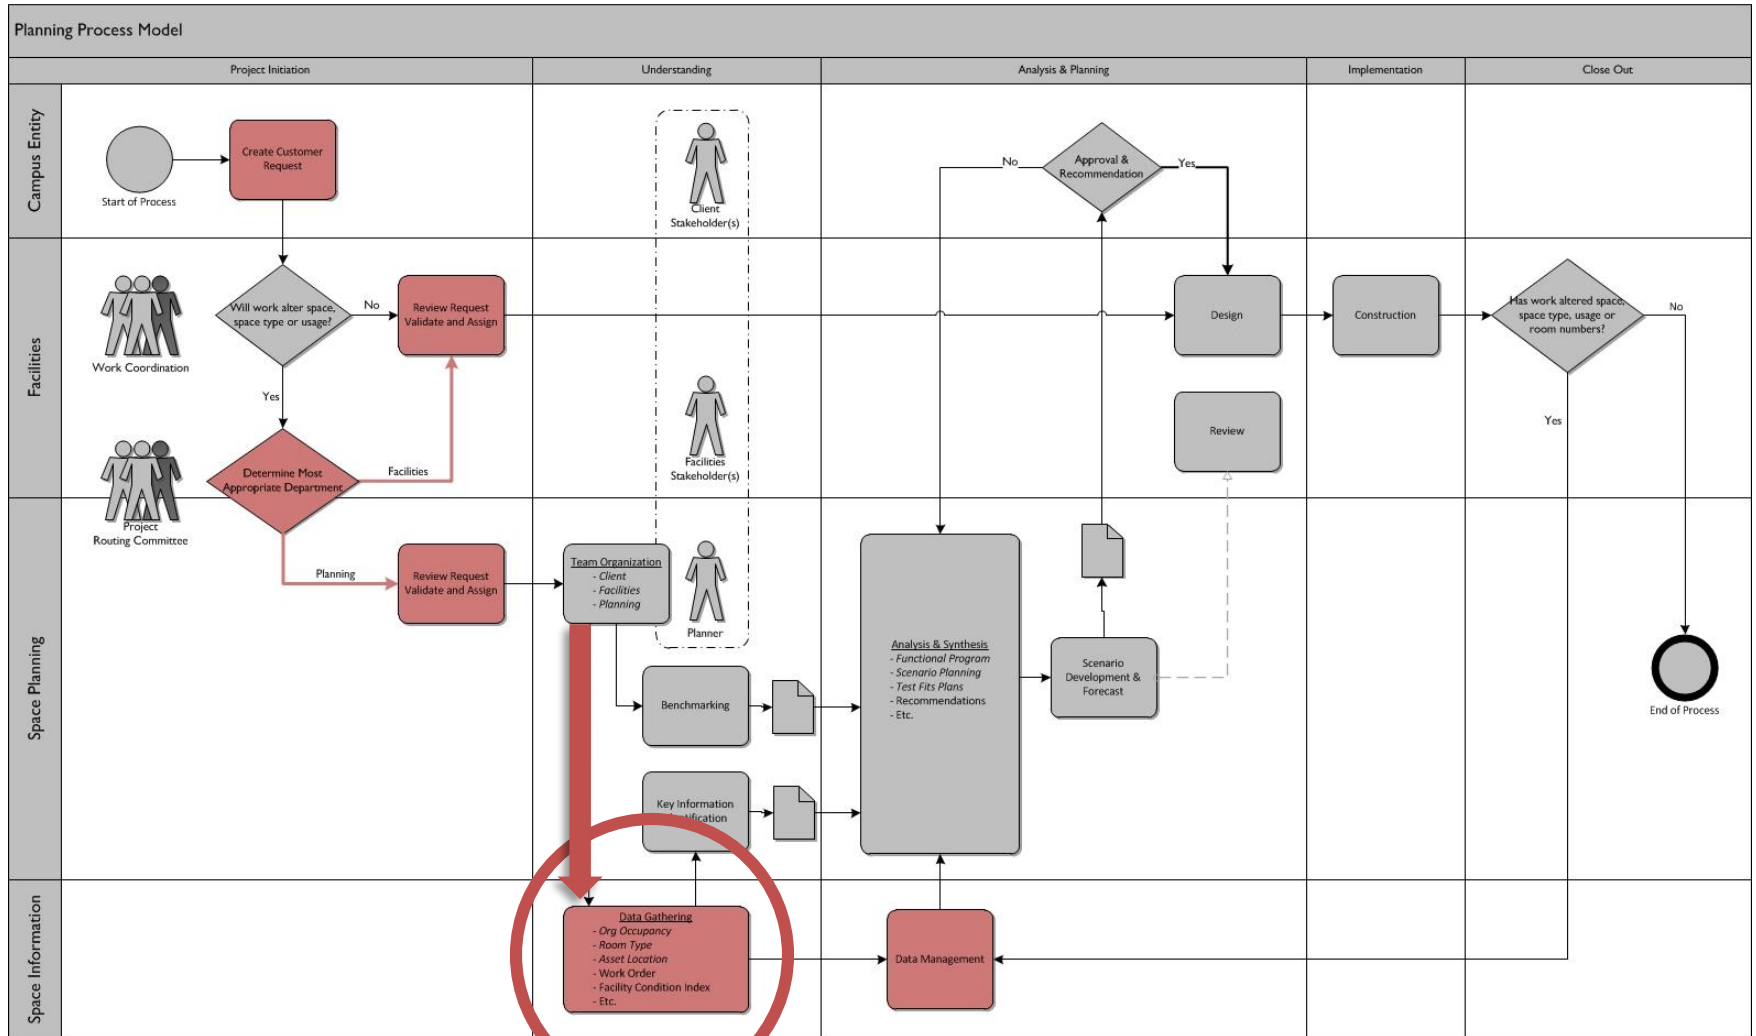 Planning Process Model
Project Initiation
Understanding
Analysis & Planning
Implementation
Close Out
Campus Entity
Start of Process
Create Customer
Request
Client
Stakeholder(s)
No
Approval &
Recommendation
Yes
Facilities
Work Coordination
Will work alter space,
space type or usage?
No
Review Request
Validate and Assign
Yes
Project
Routing Committee
Determine Most
Appropriate Department
Facilities
Facilities
Stakeholder(s)
Design
Review
Construction
Has work altered space,
space type, usage or
room numbers?
No
Yes
Space Planning
Planning
Review Request
Validate and Assign
Team Organization
- Client
- Facilities
- Planning
Planner
Benchmarking
Key Information
Analysis & Synthesis
- Functional Program
- Scenario Planning
- Test Fits Plans
- Recommendations
- Etc.
Scenario
Development &
Forecast
End of Process
Space Information
Data Gathering
- Org Occupancy
- Room Type
- Asset Location
- Work Order
- Facility Condition Index
- Etc.
Data Management